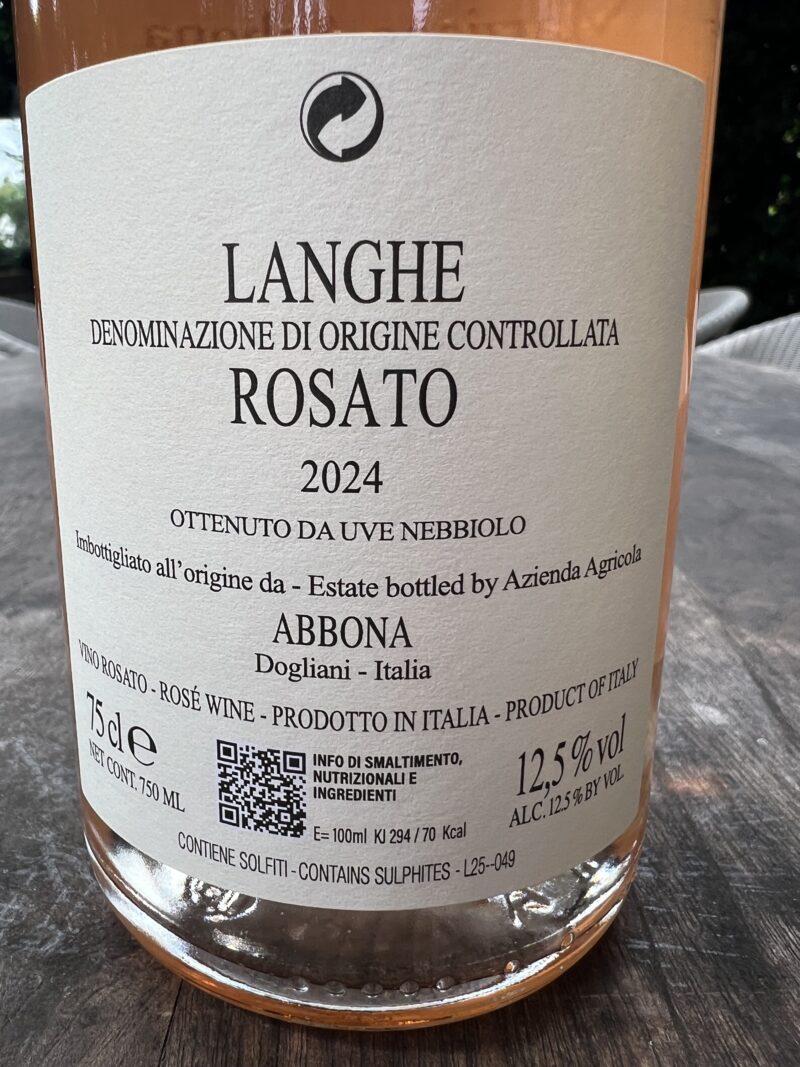 LANGHE
DENOMINAZIONE DI ORIGINE CONTROLLATA
ROSATO
2024
OTTENUTO DA UVE NEBBIOLO
Imbottigliato all'origine da - Estate bottled by Azienda Agricola
ABBONA
Dogliani - Italia
VINO ROSATO - ROSÉ WINE - PRODOTTO IN ITALIA - PRODUCT OF ITALY
75 cl e
NET CONT. 750 ML
INFO DI SMALTIMENTO,
NUTRIZIONALI E
INGREDIENTI
E= 100ml KJ 294 / 70 Kcal
12,5 % vol
ALC. 12.5 % BY VOL
CONTIENE SOLFITI - CONTAINS SULPHITES - L25--049